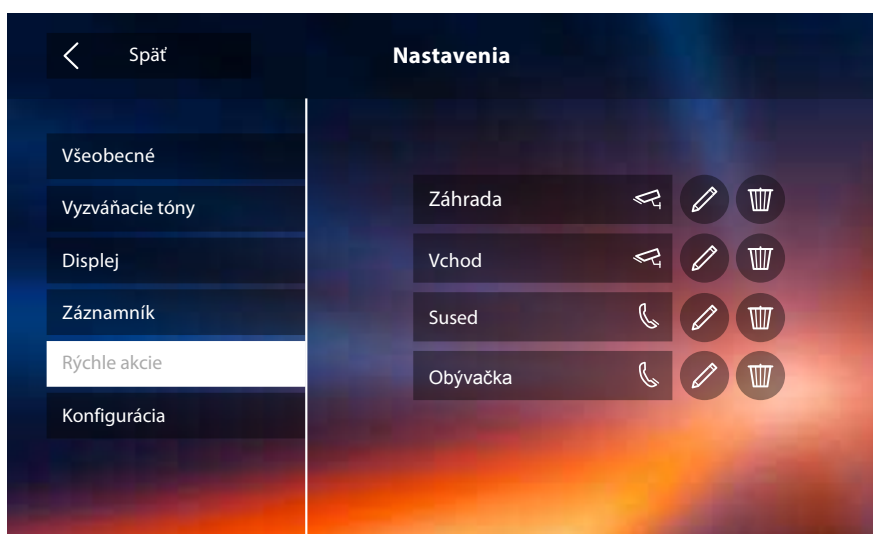 Späť
Nastavenia
Všeobecné
Vyzváňacie tóny
Displej
Záznamník
Rýchle akcie
Konfigurácia
Záhrada
Vchod
Sused
Obývačka